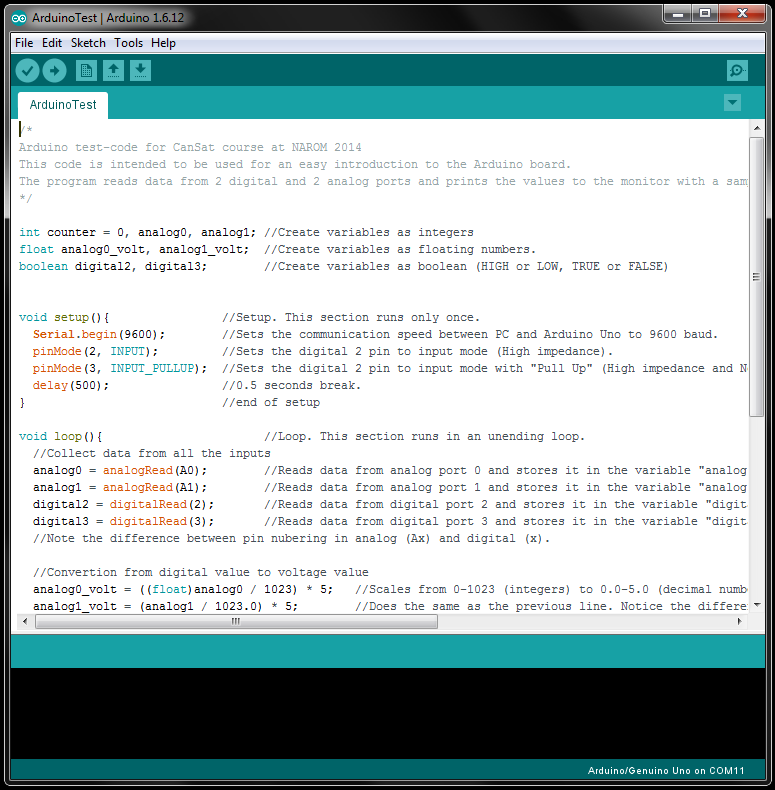 ArduinoTest | Arduino 1.6.12
File Edit Sketch Tools Help
ArduinoTest
/*
Arduino test-code for CanSat course at NAROM 2014
This code is intended to be used for an easy introduction to the Arduino board.
The program reads data from 2 digital and 2 analog ports and prints the values to the monitor with a sam
*/
int counter = 0, analog0, analog1; //Create variables as integers
float analog0_volt, analog1_volt; //Create variables as floating numbers.
boolean digital2, digital3; //Create variables as boolean (HIGH or LOW, TRUE or FALSE)
void setup(){ //Setup. This section runs only once.
Serial.begin(9600); //Sets the communication speed between PC and Arduino Uno to 9600 baud.
pinMode(2, INPUT); //Sets the digital 2 pin to input mode (High impedance).
pinMode(3, INPUT_PULLUP); //Sets the digital 2 pin to input mode with "Pull Up" (High impedance and N
delay(500); //0.5 seconds break.
} //end of setup
void loop(){ //Loop. This section runs in an unending loop.
//Collect data from all the inputs
analog0 = analogRead(A0); //Reads data from analog port 0 and stores it in the variable "analog
analog1 = analogRead(A1); //Reads data from analog port 1 and stores it in the variable "analog
digital2 = digitalRead(2); //Reads data from digital port 2 and stores it in the variable "digit
digital3 = digitalRead(3); //Reads data from digital port 3 and stores it in the variable "digit
//Note the difference between pin nubering in analog (Ax) and digital (x).
//Convertion from digital value to voltage value
analog0_volt = ((float)analog0 / 1023) * 5; //Scales from 0-1023 (integers) to 0.0-5.0 (decimal numb
analog1_volt = (analog1 / 1023.0) * 5; //Does the same as the previous line. Notice the differe
Arduino/Genuino Uno on COM11